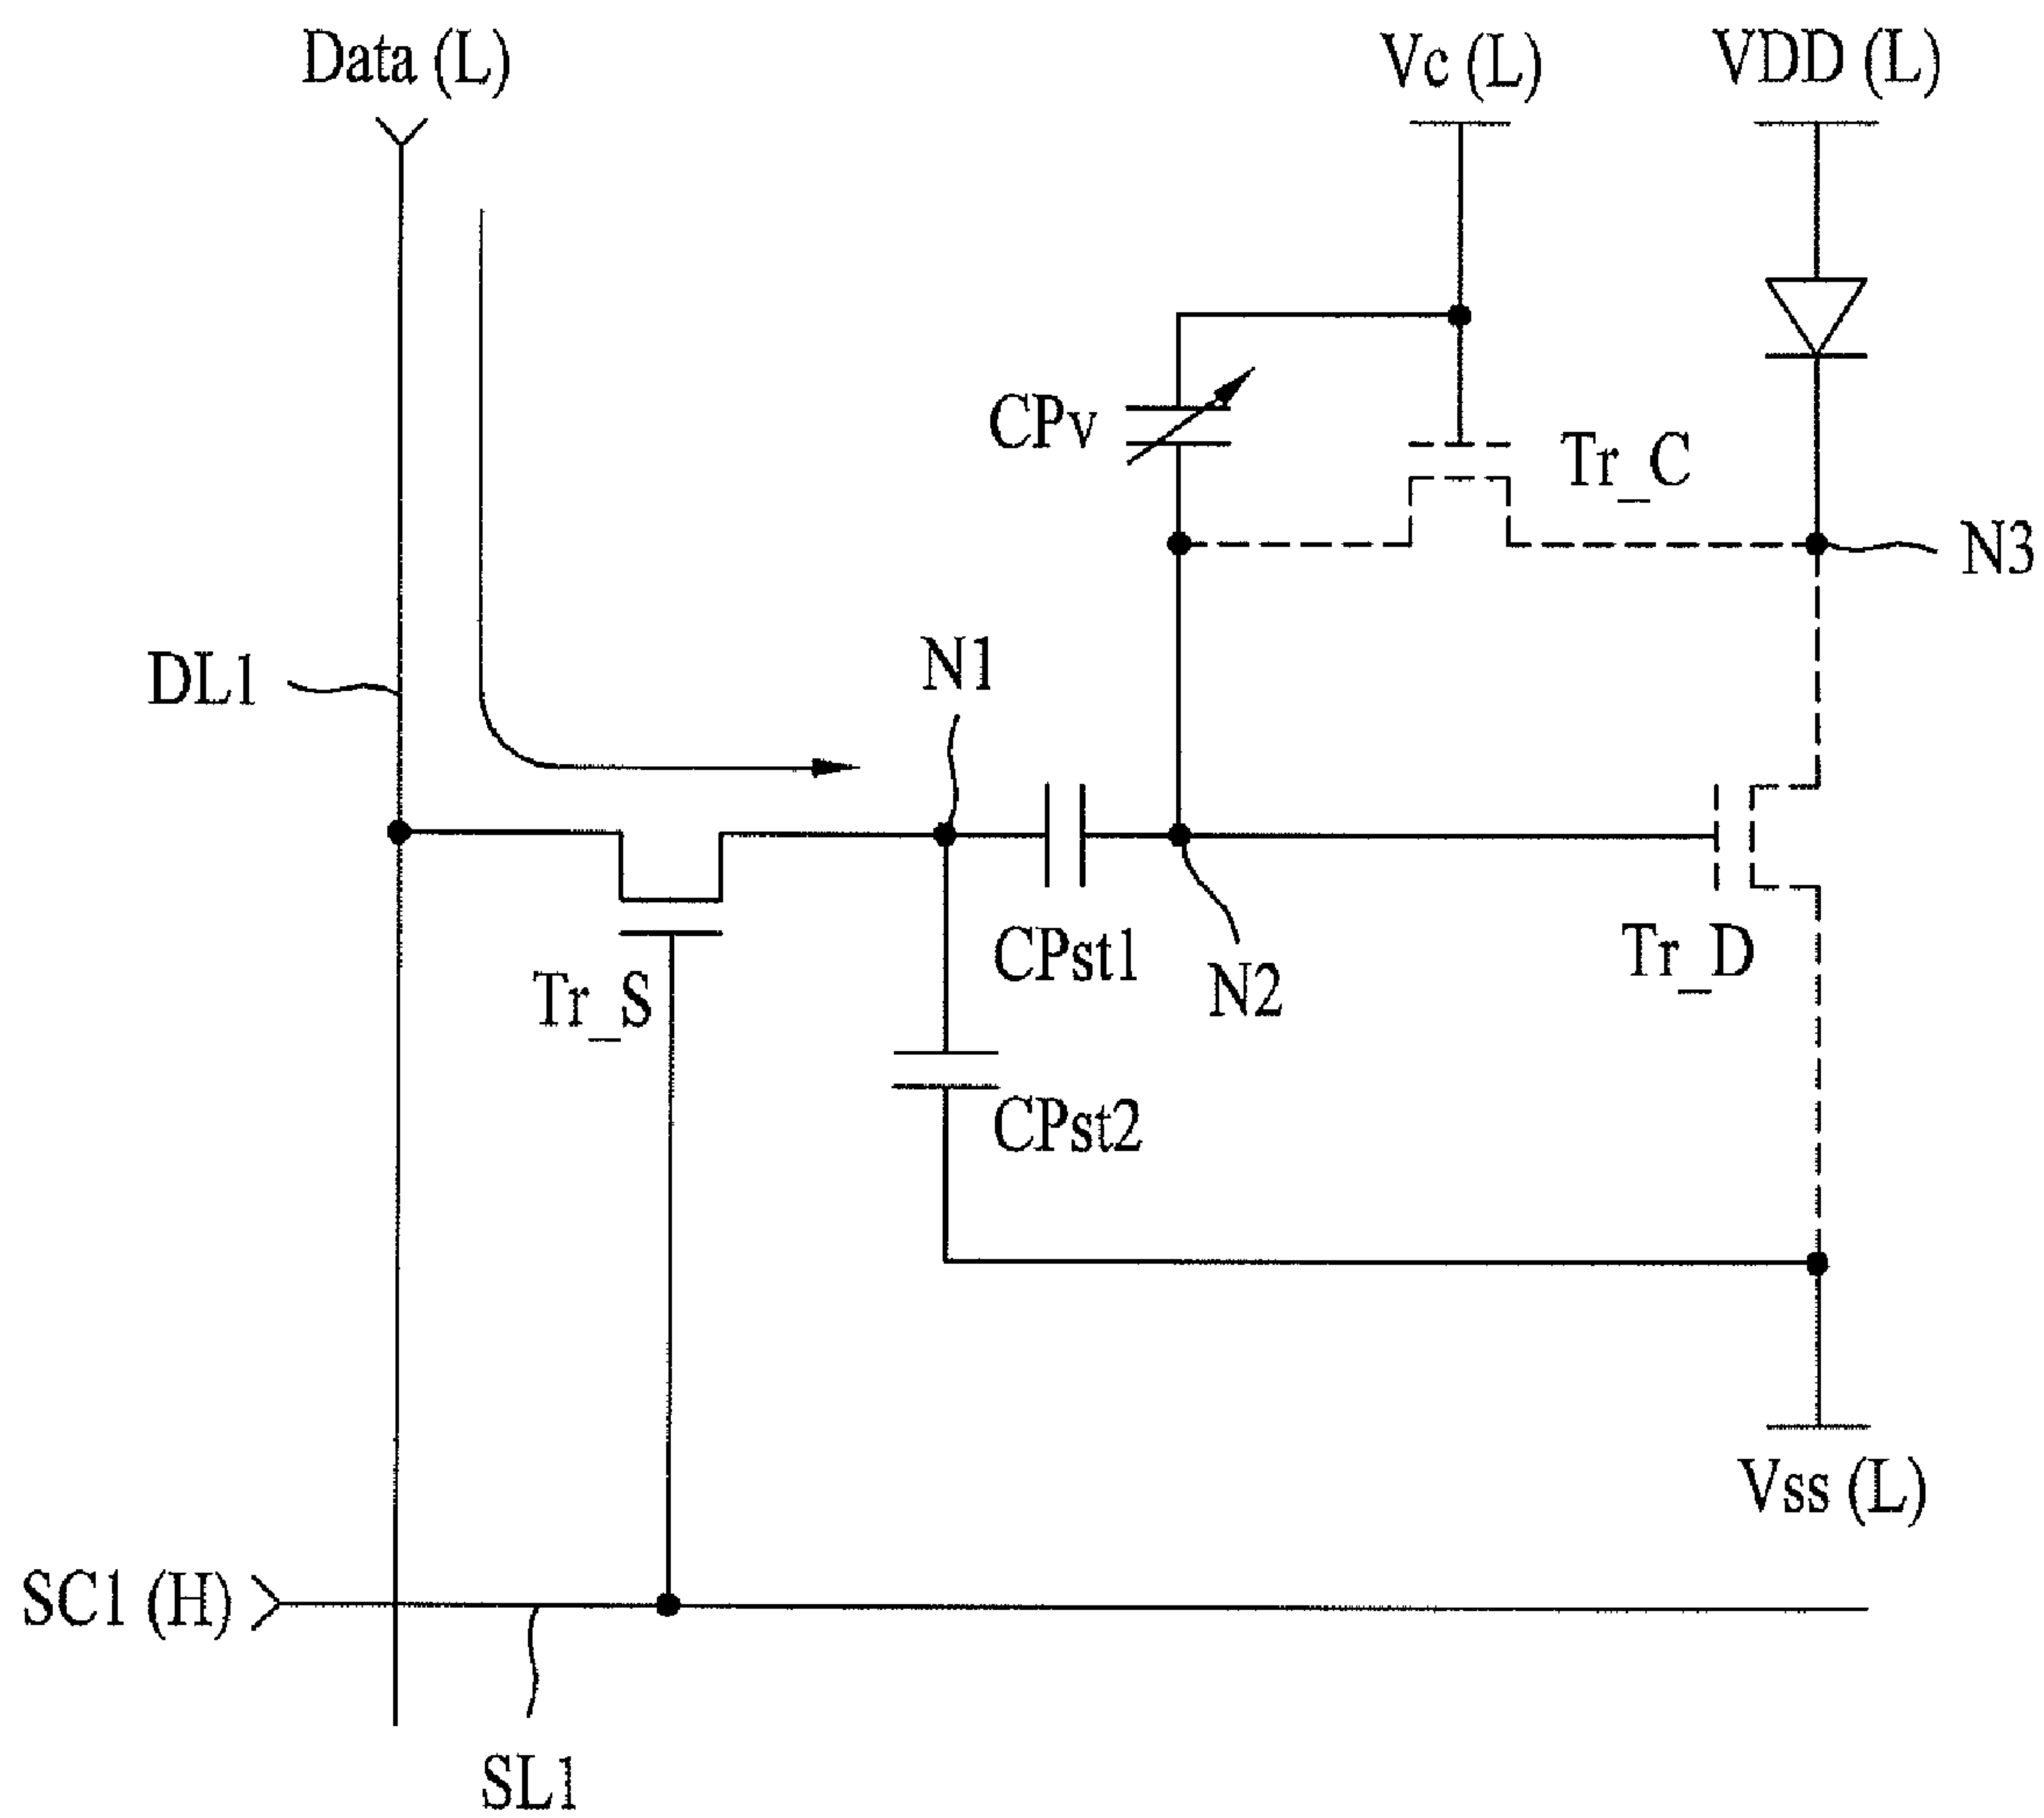 Data (L)
Vc (L)
VDD (L)
CPv
Tr_C
N3
N1
DL1
CPst1
N2
Tr_D
Tr_S
CPst2
Vss (L)
SC1 (H)
SL1